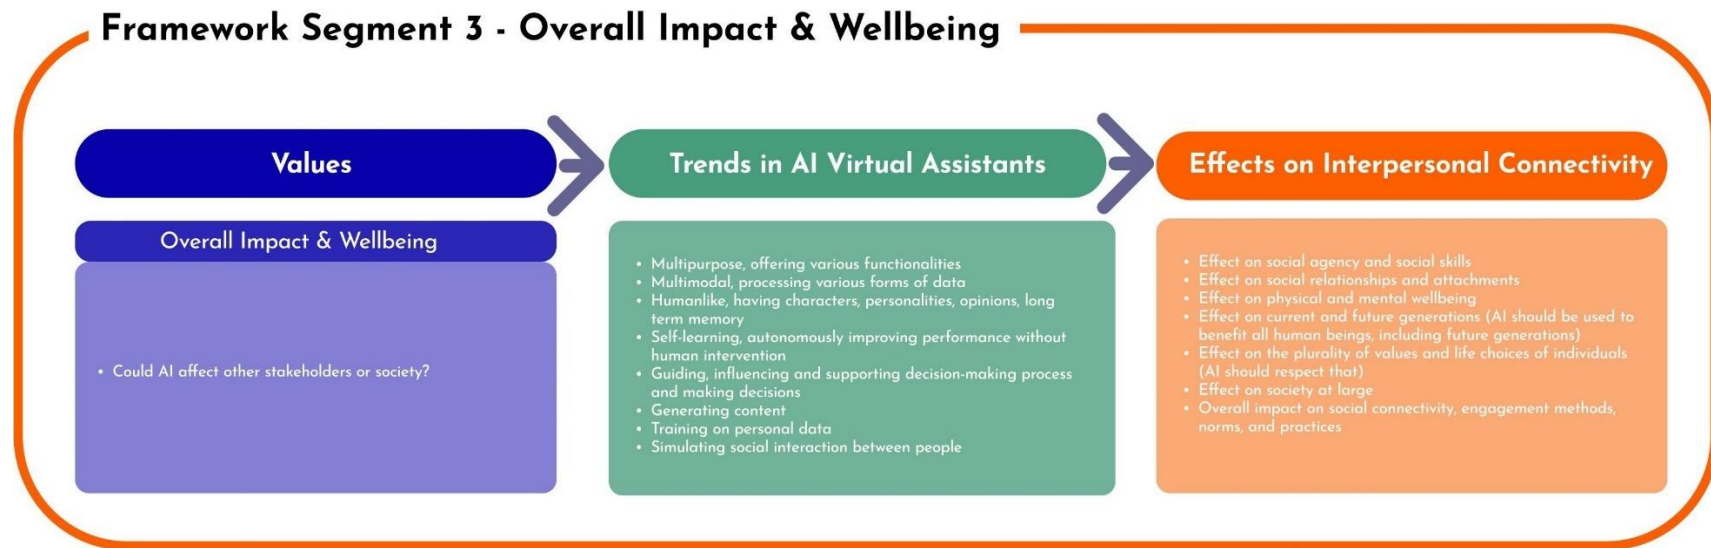 Framework Segment 3 - Overall Impact & Wellbeing
Values
Overall Impact & Wellbeing
• Could AI affect other stakeholders or society?
Trends in AI Virtual Assistants
• Multipurpose, offering various functionalities
• Multimodal, processing various forms of data
• Humanlike, having characters, personalities, opinions, long
term memory
• Self-learning, autonomously improving performance without
human intervention
• Guiding, influencing and supporting decision-making process
and making decisions
• Generating content
• Training on personal data
• Simulating social interaction between people
Effects on Interpersonal Connectivity
• Effect on social agency and social skills
• Effect on social relationships and attachments
• Effect on physical and mental wellbeing
• Effect on current and future generations (AI should be used to
benefit all human beings, including future generations)
• Effect on the plurality of values and life choices of individuals
(AI should respect that)
• Effect on society at large
• Overall impact on social connectivity, engagement methods,
norms, and practices